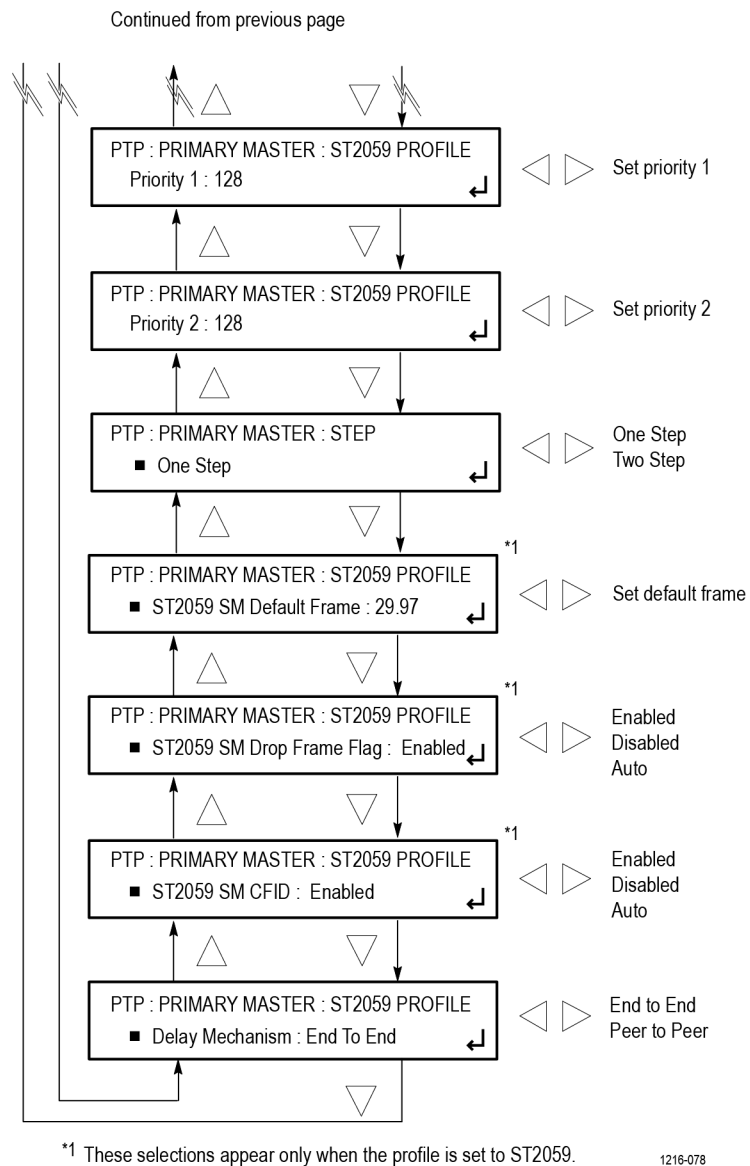 Continued from previous page
PTP : PRIMARY MASTER : ST2059 PROFILE
Priority 1 : 128
Set priority 1
PTP : PRIMARY MASTER : ST2059 PROFILE
Priority 2 : 128
Set priority 2
PTP : PRIMARY MASTER : STEP
■ One Step
One Step
Two Step
*1
PTP : PRIMARY MASTER : ST2059 PROFILE
■ ST2059 SM Default Frame : 29.97
Set default frame
*1
PTP : PRIMARY MASTER : ST2059 PROFILE
■ ST2059 SM Drop Frame Flag : Enabled
Enabled
Disabled
Auto
*1
PTP : PRIMARY MASTER : ST2059 PROFILE
■ ST2059 SM CFID : Enabled
Enabled
Disabled
Auto
PTP : PRIMARY MASTER : ST2059 PROFILE
■ Delay Mechanism : End To End
End to End
Peer to Peer
*1 These selections appear only when the profile is set to ST2059.
1216-078